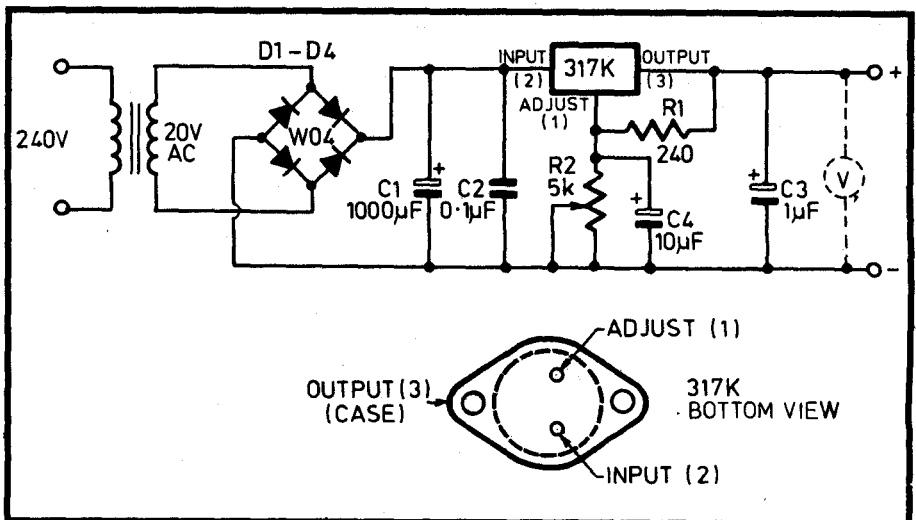 D1-D4
240V
20V
AC
W04
INPUT
(2)
317K
OUTPUT
(3)
ADJUST
(1)
R1
240
C1
1000µF
C2
0·1µF
R2
5k
C4
10µF
C3
1µF
V
+
-
+
+
+
ADJUST (1)
OUTPUT (3)
(CASE)
317K
BOTTOM VIEW
INPUT (2)